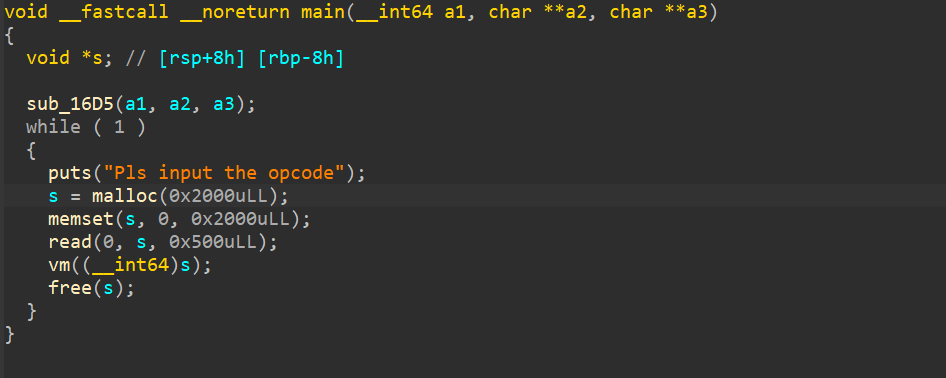 void __fastcall __noreturn main(__int64 a1, char **a2, char **a3)
{
  void *s; // [rsp+8h] [rbp-8h]

  sub_16D5(a1, a2, a3);
  while ( 1 )
  {
    puts("Pls input the opcode");
    s = malloc(0x2000uLL);
    memset(s, 0, 0x2000uLL);
    read(0, s, 0x500uLL);
    vm((__int64)s);
    free(s);
  }
}